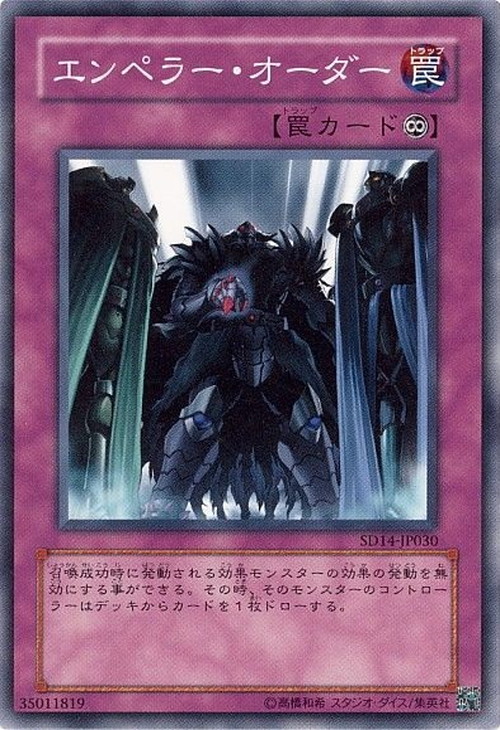 エンペラー・オーダー 罠
トラップ
【罠カード】
トラップ
SD14-JP030
召喚成功時に発動される効果モンスターの効果の発動を無
効にする事ができる。その時、そのモンスターのコントロー
ラーはデッキからカードを1枚ドローする。
35011819
©高橋和希 スタジオ・ダイス/集英社